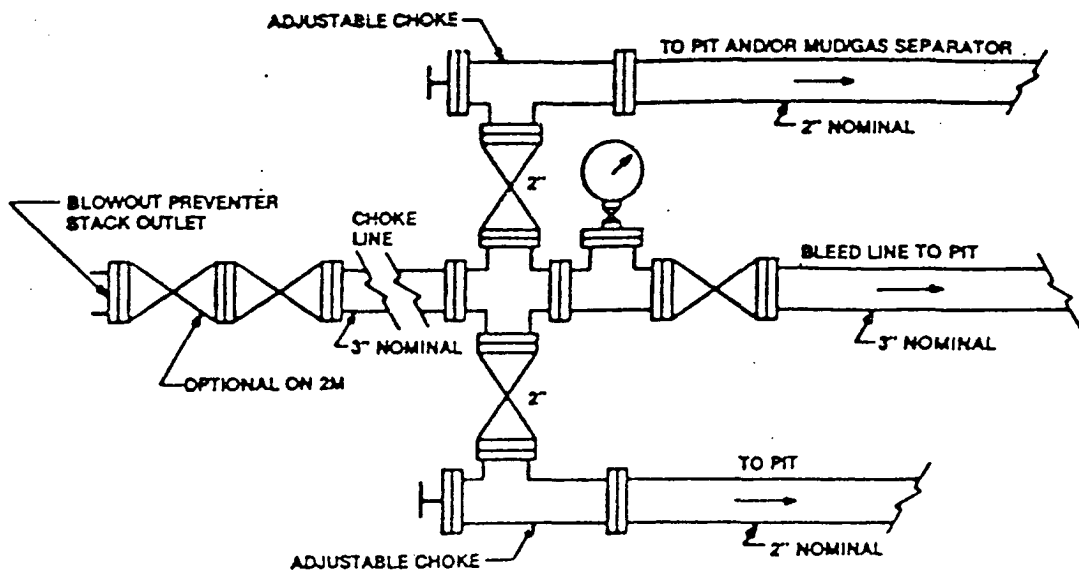 ADJUSTABLE CHOKE
TO PIT AND/OR MUD/GAS SEPARATOR
2" NOMINAL
2"
BLOWOUT PREVENTER
STACK OUTLET
CHOKE
LINE
BLEED LINE TO PIT
3" NOMINAL
3" NOMINAL
OPTIONAL ON 2M
2"
TO PIT
2" NOMINAL
ADJUSTABLE CHOKE